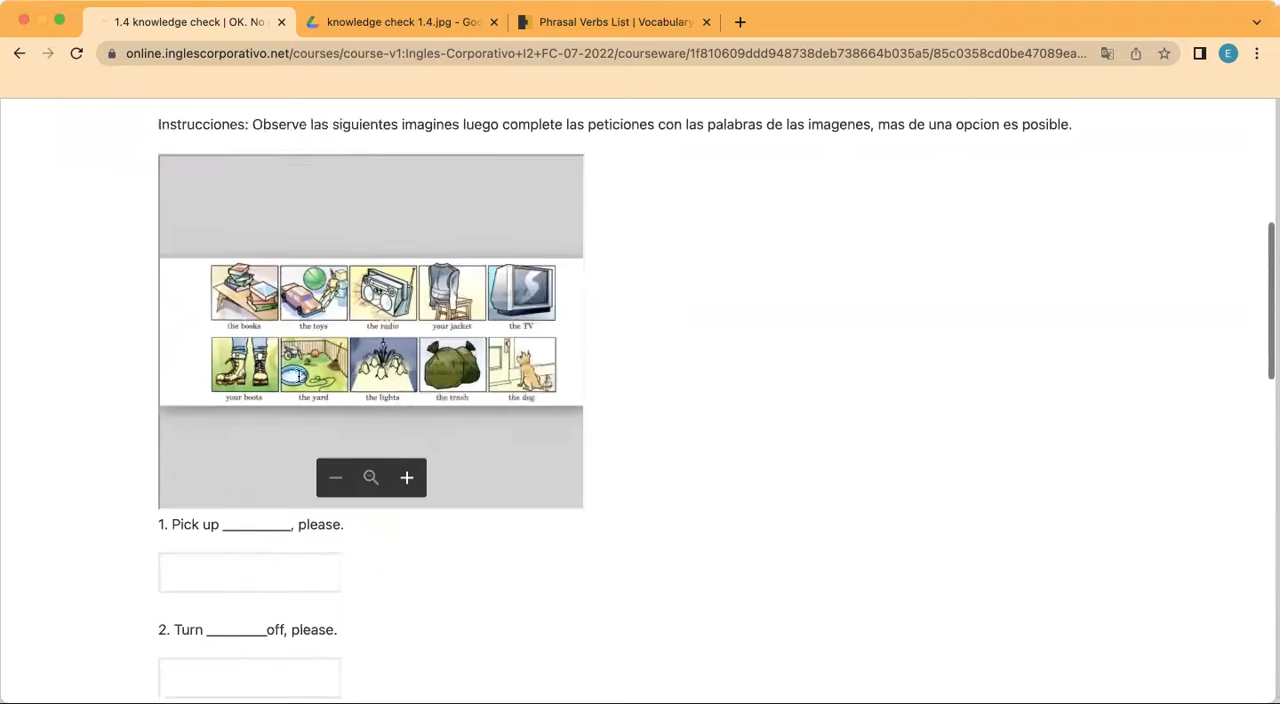 1.4 knowledge check | OK. No
knowledge check 1.4.jpg - Goo
Phrasal Verbs List | Vocabulary
online.inglescorporativo.net/courses/course-v1:Ingles-Corporativo+I2+FC-07-2022/courseware/1f810609ddd948738deb738664b035a5/85c0358cd0be47089ea...
E
Instrucciones: Observe las siguientes imagines luego complete las peticiones con las palabras de las imagenes, mas de una opcion es posible.
the books the toys the radio your jacket the TV
your boots the yard the lights the trash the dog
1. Pick up __________, please.
2. Turn _________off, please.